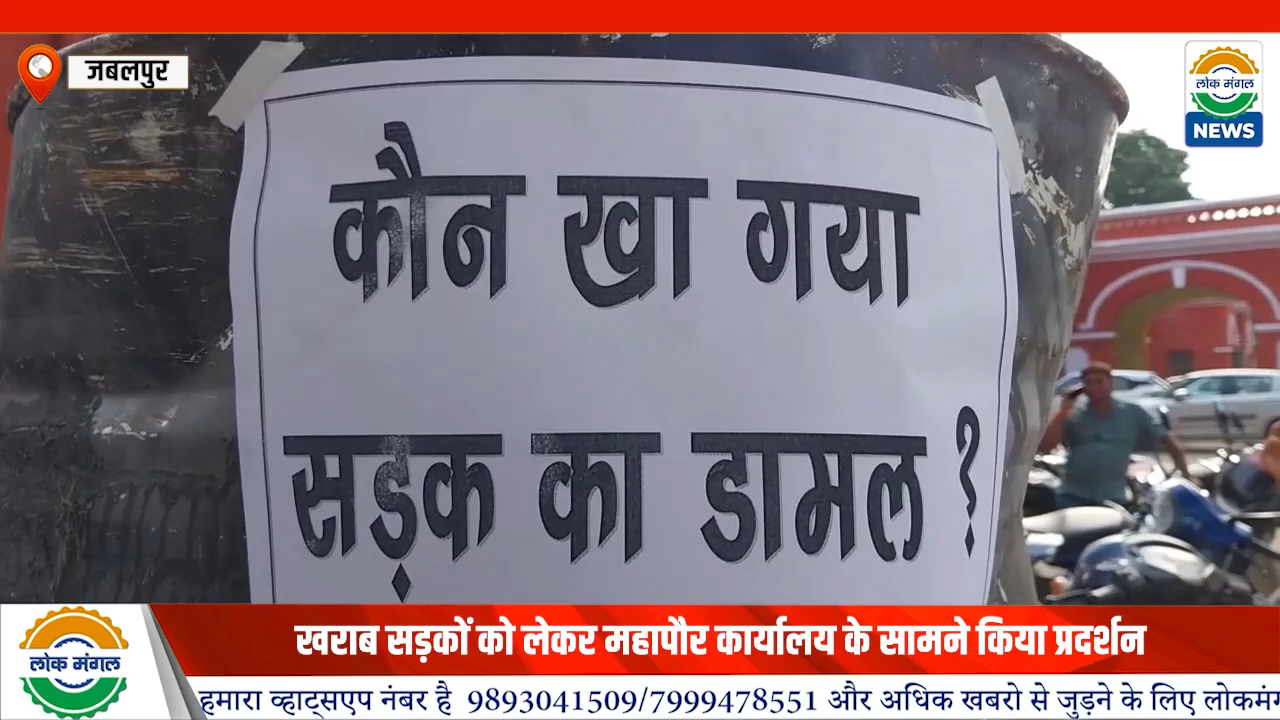 जबलपुर
लोक मंगल
NEWS
कौन खा गया
सड़क का डामल ?
खराब सड़कों को लेकर महापौर कार्यालय के सामने किया प्रदर्शन
लोक मंगल
हमारा व्हाट्सएप नंबर है 9893041509/7999478551 और अधिक खबरो से जुड़ने के लिए लोकमं